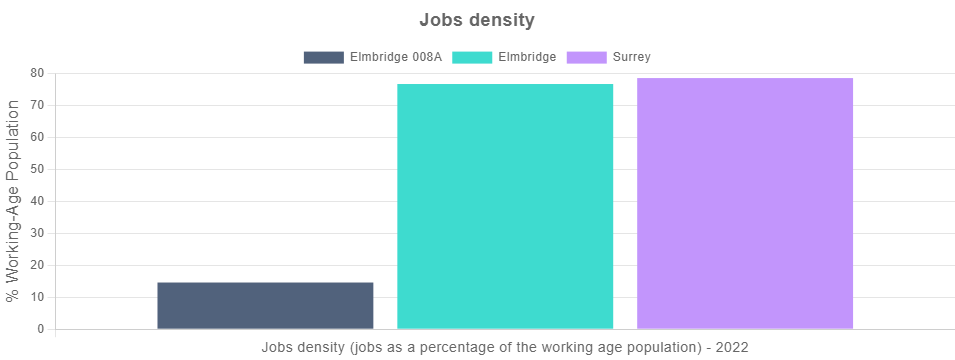 Jobs density
Elmbridge 008A Elmbridge Surrey
% Working-Age Population
80
70
60
50
40
30
20
10
0
Jobs density (jobs as a percentage of the working age population) - 2022